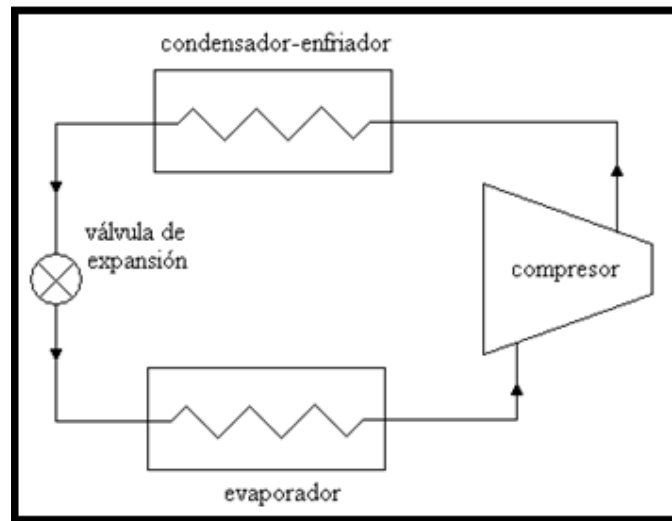 condensador-enfriador
válvula de
expansión
compresor
evaporador